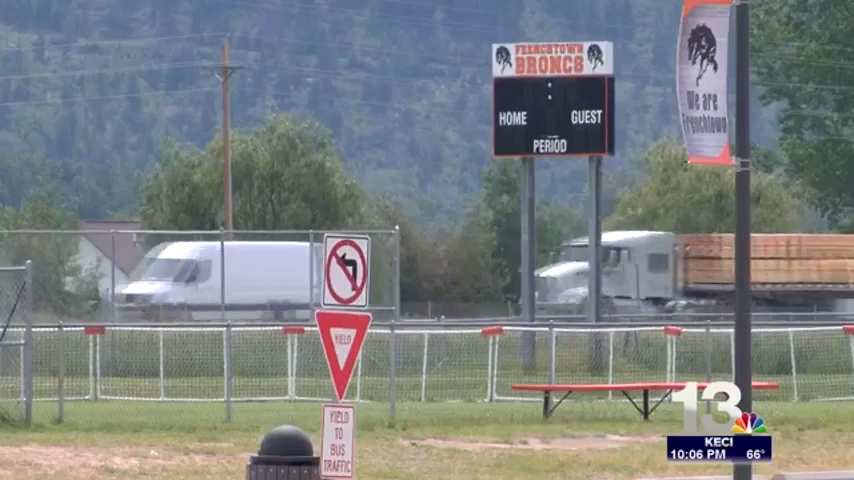 FRENCHTOWN
BRONCS
HOME GUEST
PERIOD
We are
Frenchtown
YIELD
YIELD
TO
BUS
TRAFFIC
13
KECI
10:06 PM 66°